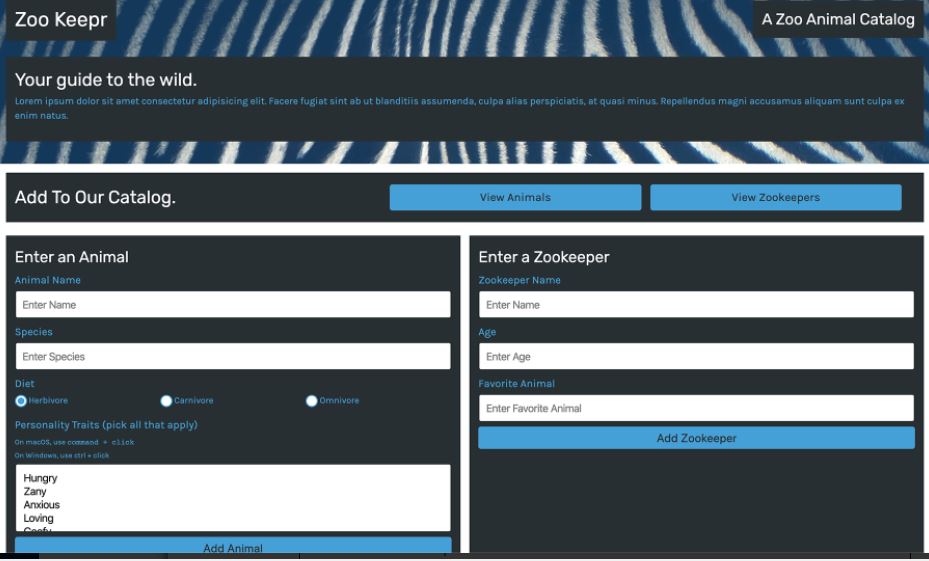 Zoo Keepr
A Zoo Animal Catalog
Your guide to the wild.
Lorem ipsum dolor sit amet consectetur adipisicing elit. Facere fugiat sint ab ut blanditiis assumenda, culpa alias perspiciatis, at quasi minus. Repellendus magni accusamus aliquam sunt culpa ex
enim natus.
Add To Our Catalog.
View Animals
View Zookeepers
Enter an Animal
Animal Name
Enter Name
Species
Enter Species
Diet
Herbivore
Carnivore
Omnivore
Personality Traits (pick all that apply)
On macOS, use command + click
On Windows, use ctrl + click
Hungry
Zany
Anxious
Loving
Goofy
Add Animal
Enter a Zookeeper
Zookeeper Name
Enter Name
Age
Enter Age
Favorite Animal
Enter Favorite Animal
Add Zookeeper